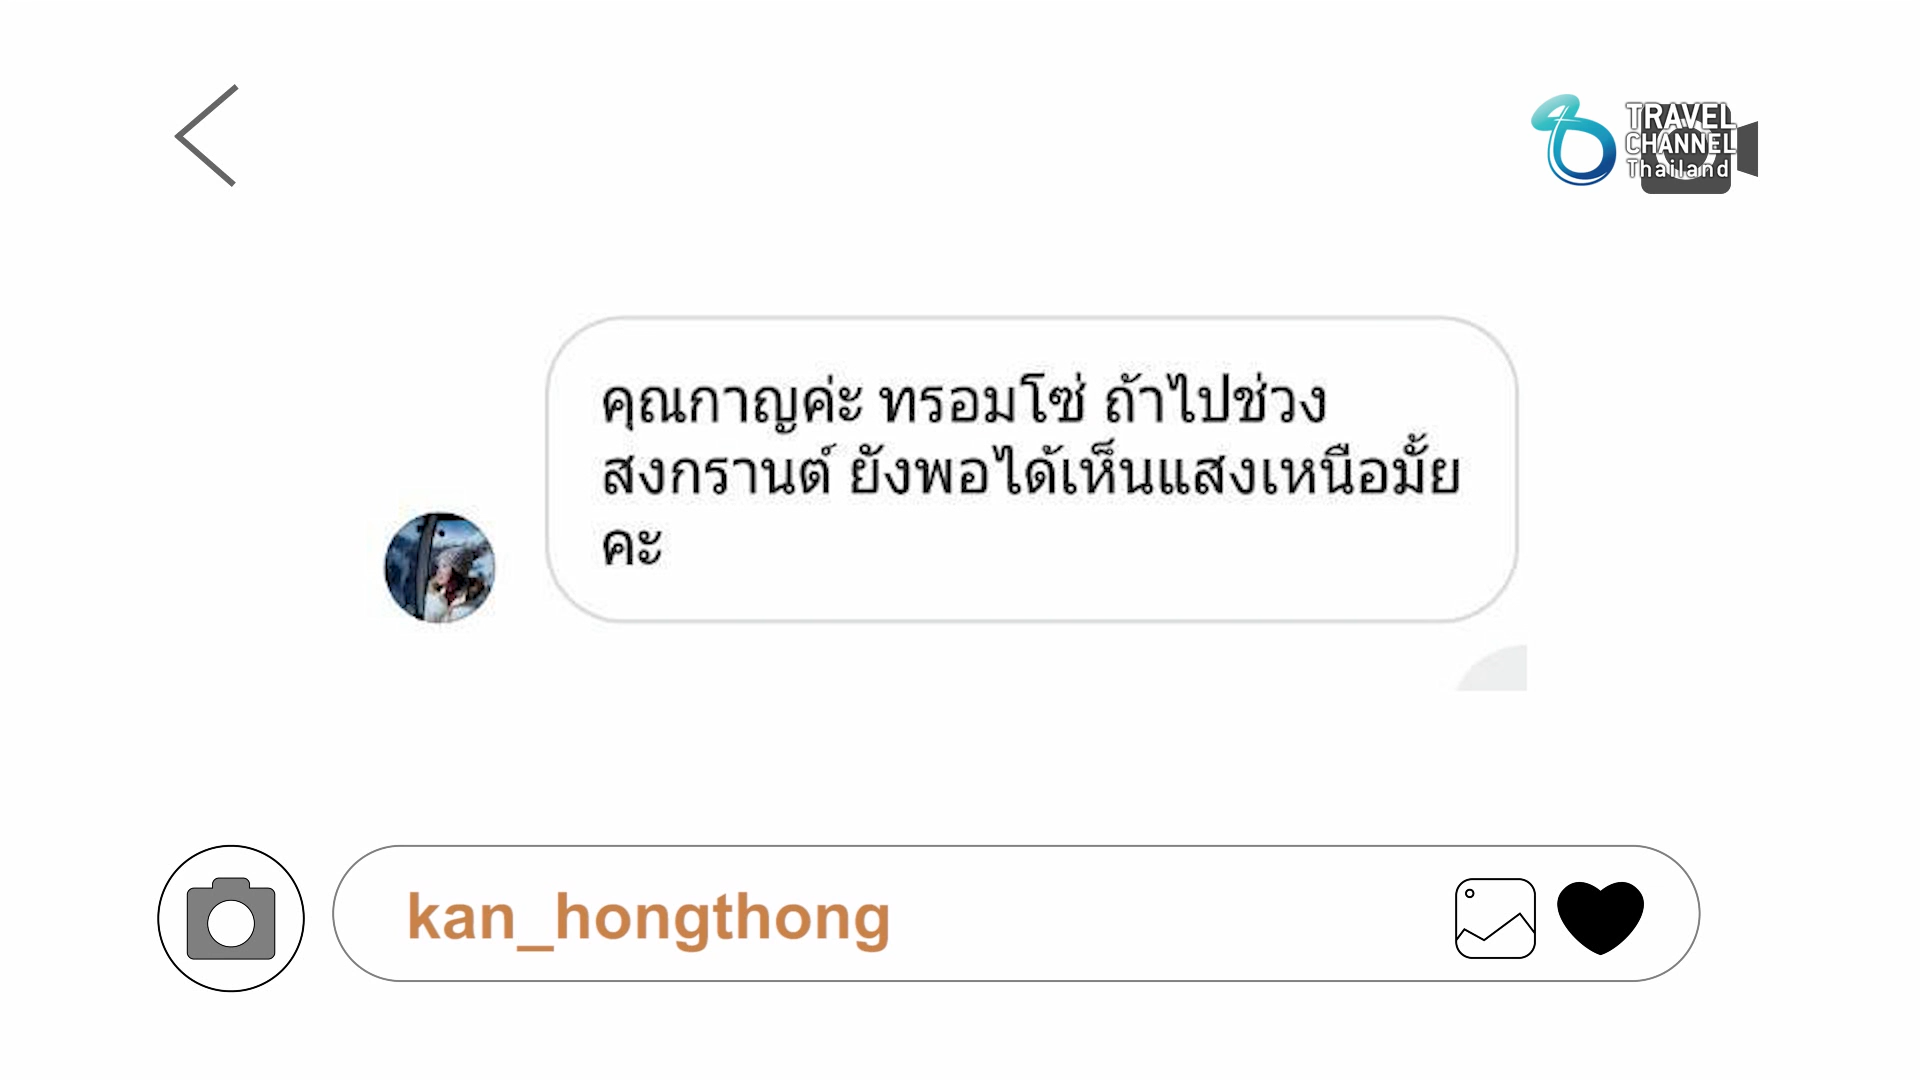 TRAVEL
CHANNEL
Thailand
คุณกาญค่ะ ทรอมโซ่ ถ้าไปช่วง
สงกรานต์ ยังพอได้เห็นแสงเหนือมั้ย
คะ
kan_hongthong